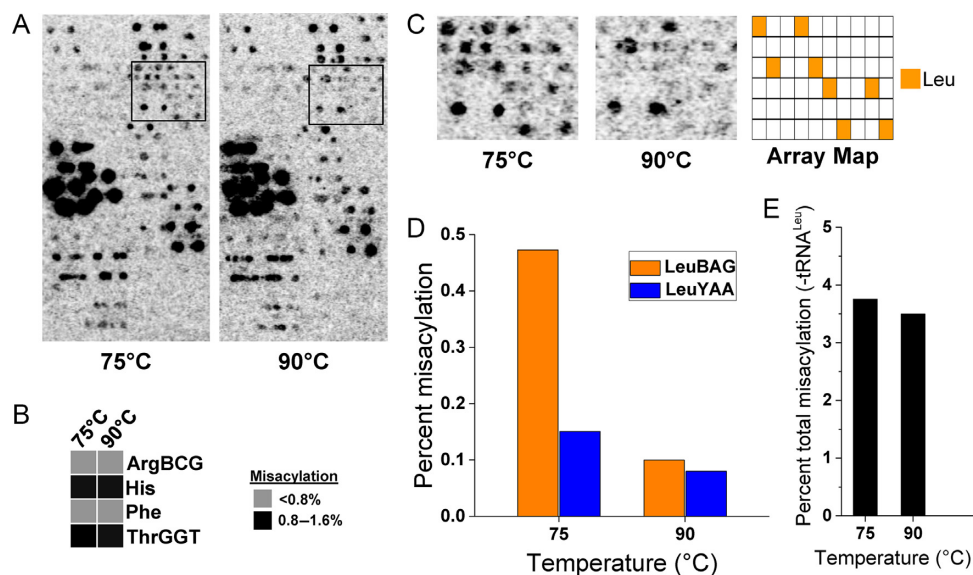 A
75°C
90°C
B
75°C
90°C
ArgBCG
His
Phe
ThrGGT
Misacylation
<0.8%
0.8–1.6%
C
75°C
90°C
Array Map
Leu
D
Percent misacylation
0.5
0.4
0.3
0.2
0.1
0.0
LeuBAG
LeuYAA
75
90
Temperature (°C)
E
Percent total misacylation (-tRNA^Leu)
5
4
3
2
1
0
75 90
Temperature (°C)